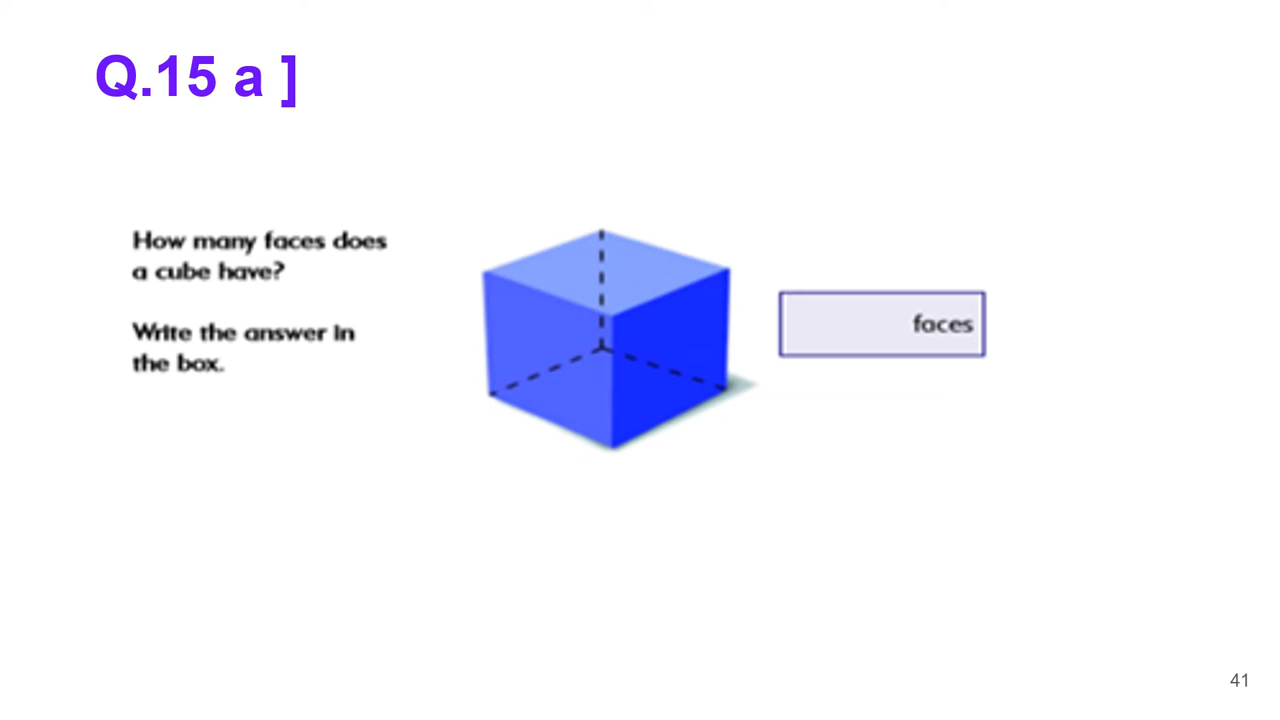 Q.15 a ]
How many faces does
a cube have?
Write the answer in
the box.
faces
41